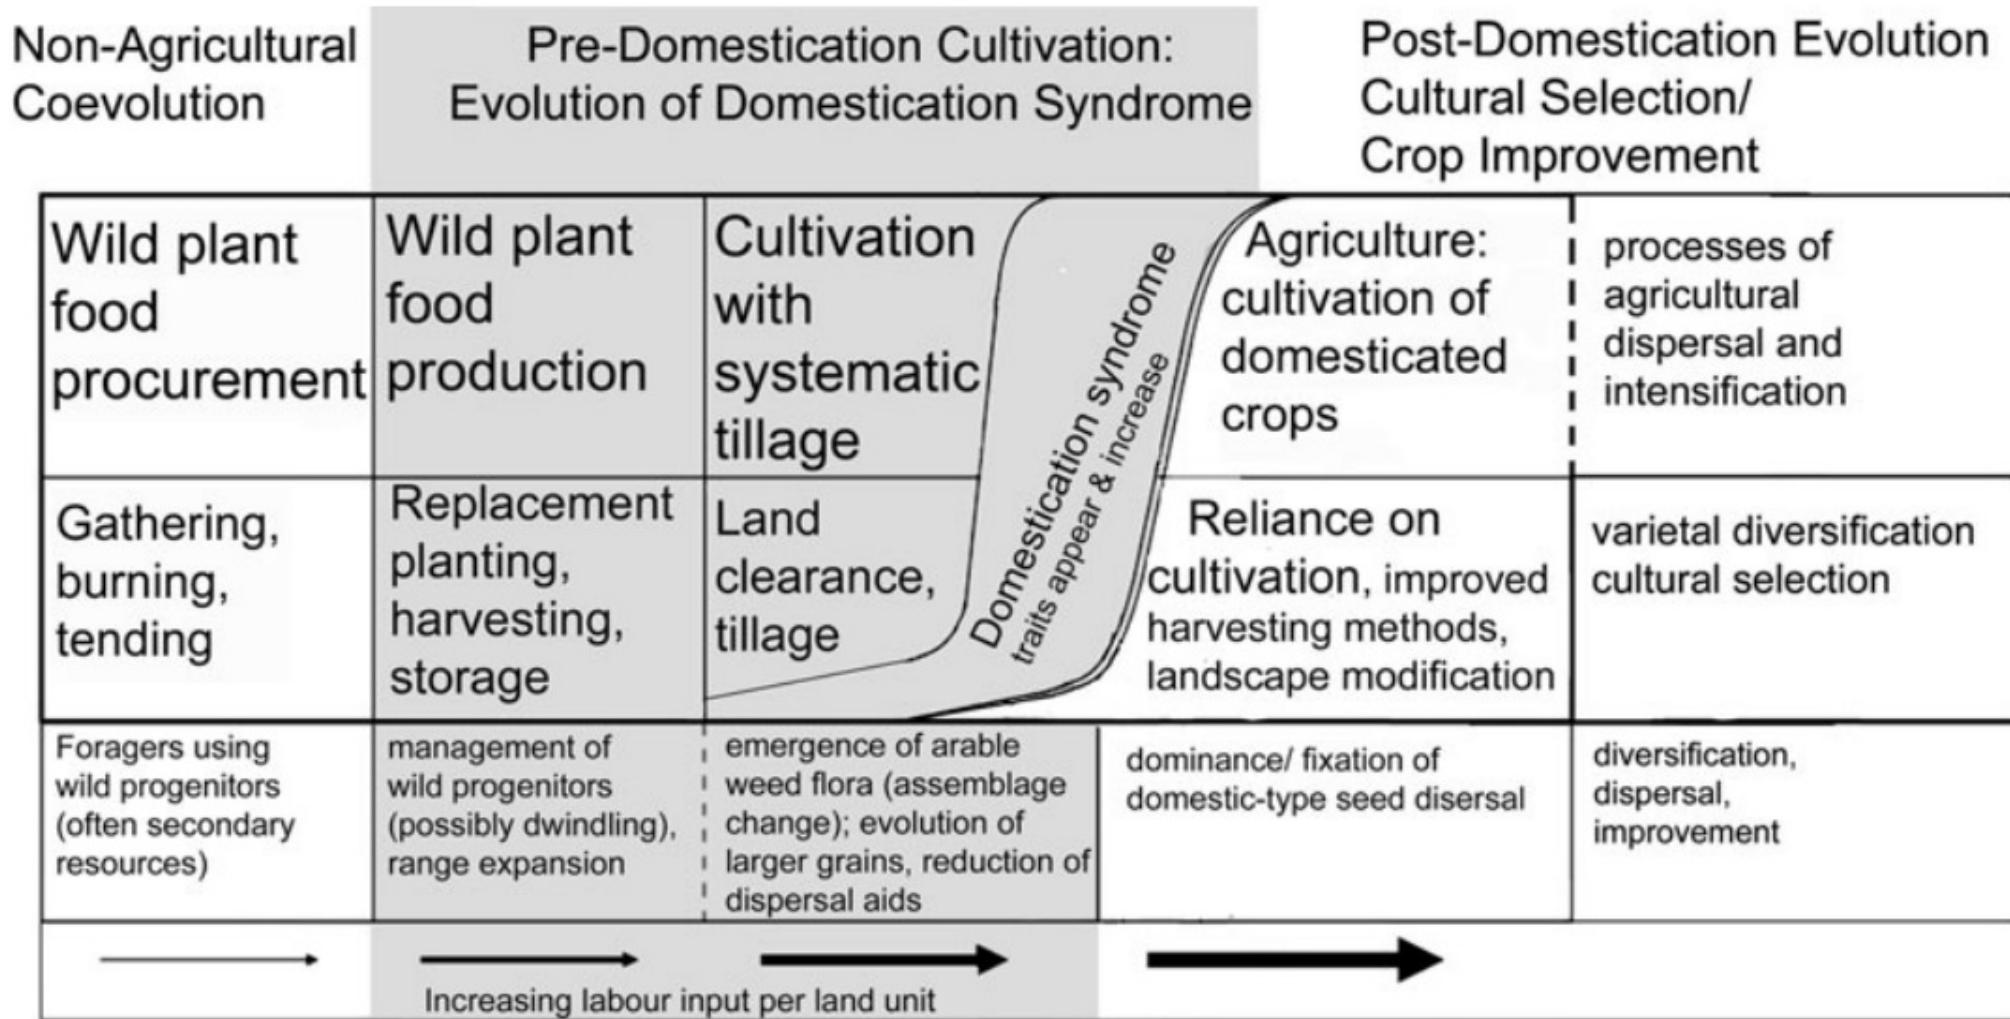 Non-Agricultural
Coevolution
Pre-Domestication Cultivation:
Evolution of Domestication Syndrome
Post-Domestication Evolution
Cultural Selection/
Crop Improvement
Wild plant
food
procurement
Wild plant
food
production
Cultivation
with
systematic
tillage
Domestication syndrome
traits appear & increase
Agriculture:
cultivation of
domesticated
crops
processes of
agricultural
dispersal and
intensification
Gathering,
burning,
tending
Replacement
planting,
harvesting,
storage
Land
clearance,
tillage
Reliance on
cultivation, improved
harvesting methods,
landscape modification
varietal diversification
cultural selection
Foragers using
wild progenitors
(often secondary
resources)
management of
wild progenitors
(possibly dwindling),
range expansion
emergence of arable
weed flora (assemblage
change); evolution of
larger grains, reduction of
dispersal aids
dominance/ fixation of
domestic-type seed disersal
diversification,
dispersal,
improvement
Increasing labour input per land unit